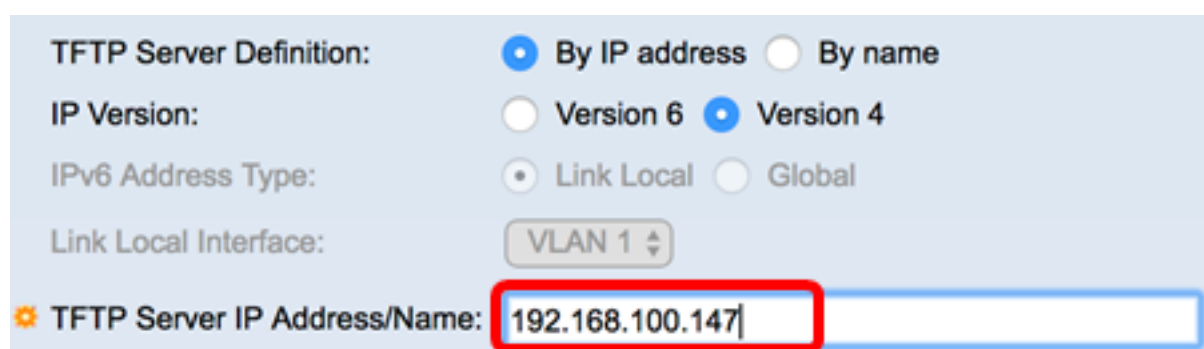 TFTP Server Definition: By IP address By name
IP Version: Version 6 Version 4
IPv6 Address Type: Link Local Global
Link Local Interface: VLAN 1
TFTP Server IP Address/Name: 192.168.100.147